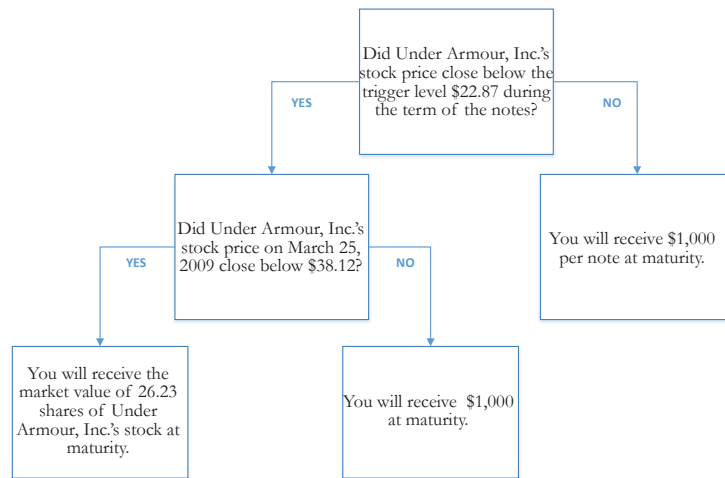 Did Under Armour, Inc.'s
stock price close below the
trigger level $22.87 during
the term of the notes?
YES
NO
Did Under Armour, Inc.'s
stock price on March 25,
2009 close below $38.12?
You will receive $1,000
per note at maturity.
YES
NO
You will receive the
market value of 26.23
shares of Under
Armour, Inc.'s stock at
maturity.
You will receive $1,000
at maturity.